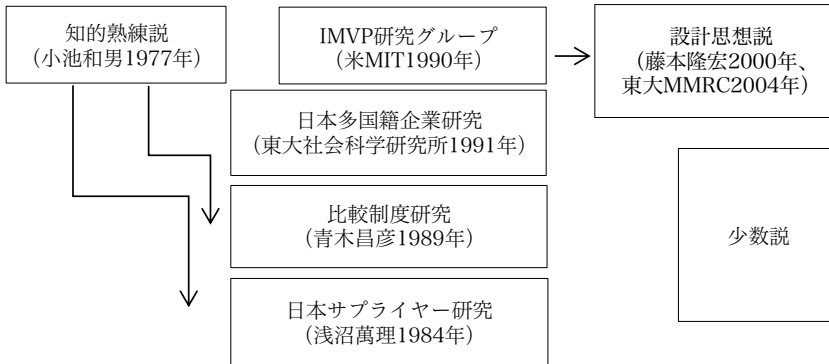 知的熟練説
（小池和男1977年）
IMVP研究グループ
（米MIT1990年）
設計思想説
（藤本隆宏2000年、
東大MMRC2004年）
日本多国籍企業研究
（東大社会科学研究所1991年）
比較制度研究
（青木昌彦1989年）
少数説
日本サプライヤー研究
（浅沼萬理1984年）